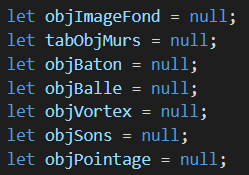 let objImageFond = null;
let tabObjMurs = null;
let objBaton = null;
let objBalle = null;
let objVortex = null;
let objSons = null;
let objPointage = null;